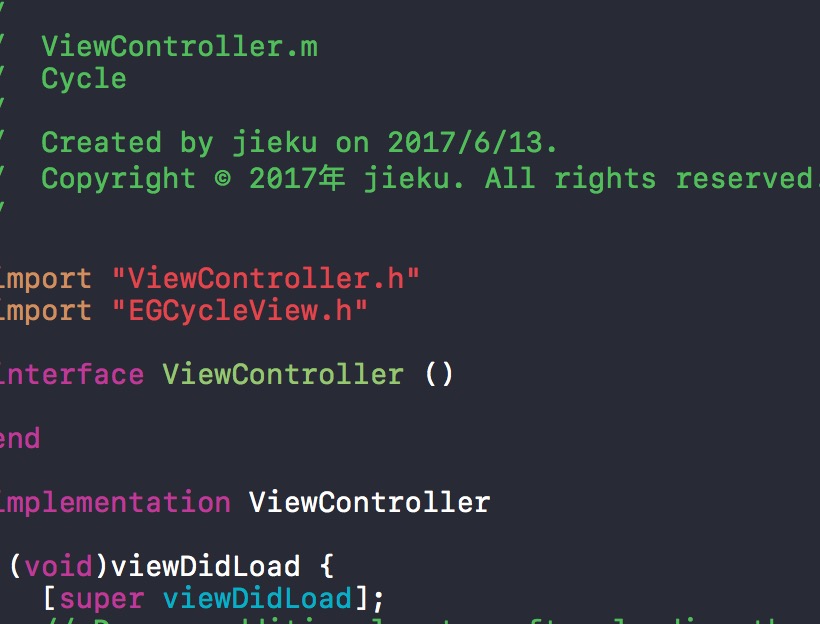 /
/  ViewController.m
/  Cycle
/
/  Created by jieku on 2017/6/13.
/  Copyright © 2017年 jieku. All rights reserved.
/
import "ViewController.h"
import "EGCycleView.h"
interface ViewController ()
end
implementation ViewController
(void)viewDidLoad {
[super viewDidLoad];